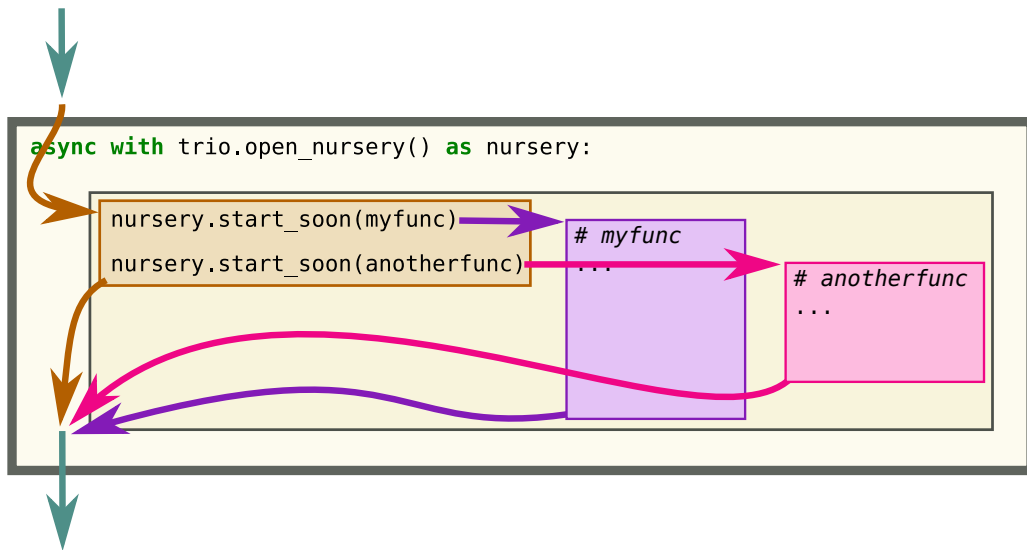 async with trio.open_nursery() as nursery:
nursery.start_soon(myfunc)
nursery.start_soon(anotherfunc)
# myfunc
...
# anotherfunc
...